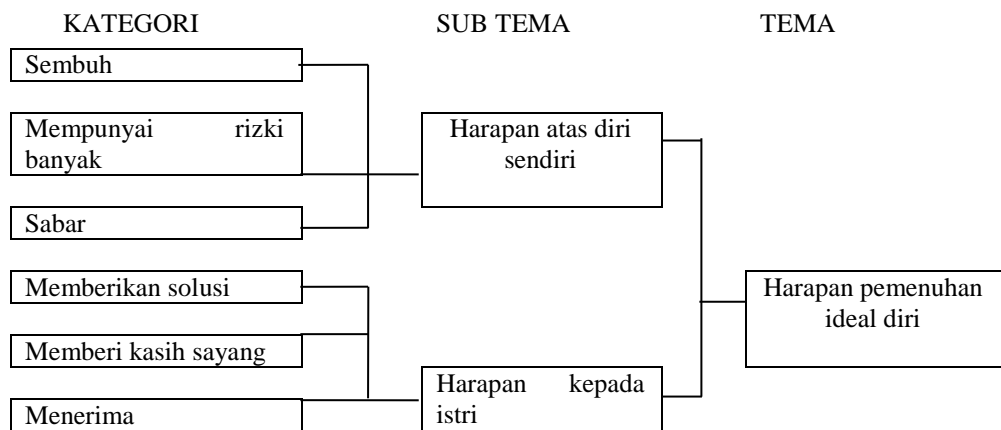 KATEGORI SUB TEMA TEMA
Sembuh
Mempunyai rizki
banyak
Sabar
Memberikan solusi
Memberi kasih sayang
Menerima
Harapan atas diri
sendiri
Harapan kepada
istri
Harapan pemenuhan
ideal diri